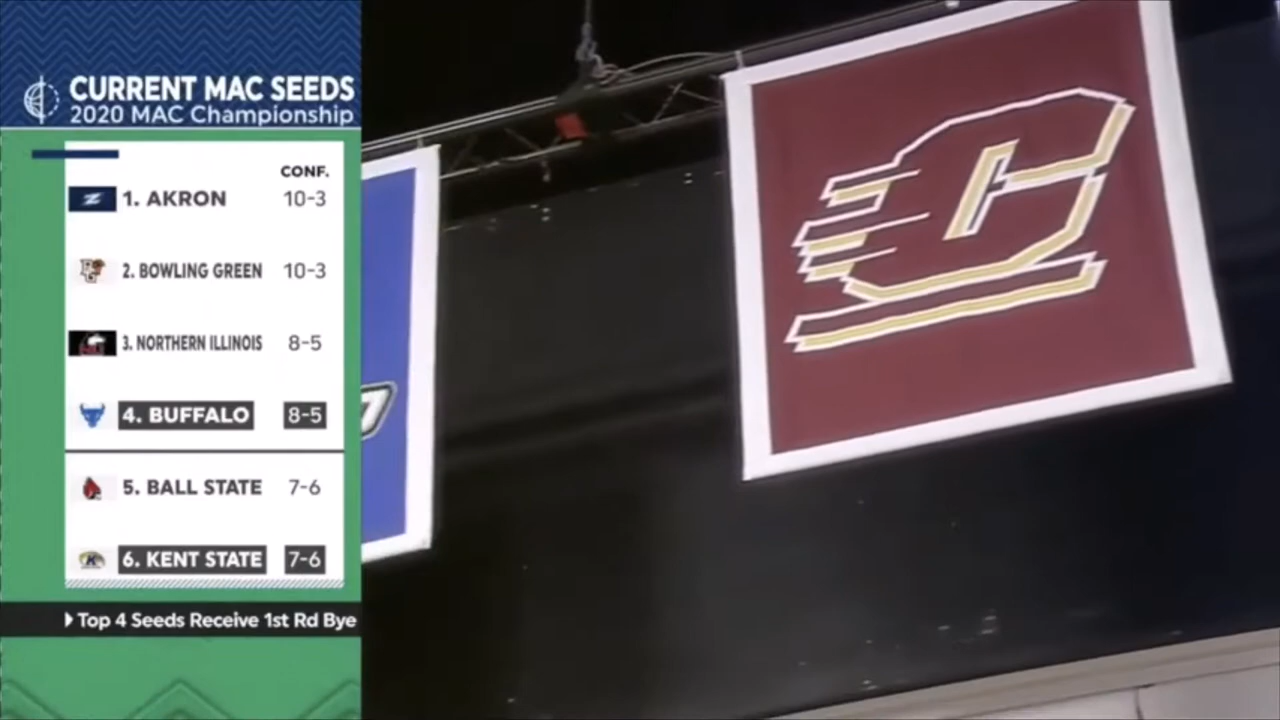 CURRENT MAC SEEDS
2020 MAC Championship
CONF.
1. AKRON 10-3
2. BOWLING GREEN 10-3
3. NORTHERN ILLINOIS 8-5
4. BUFFALO 8-5
5. BALL STATE 7-6
6. KENT STATE 7-6
Top 4 Seeds Receive 1st Rd Bye
C